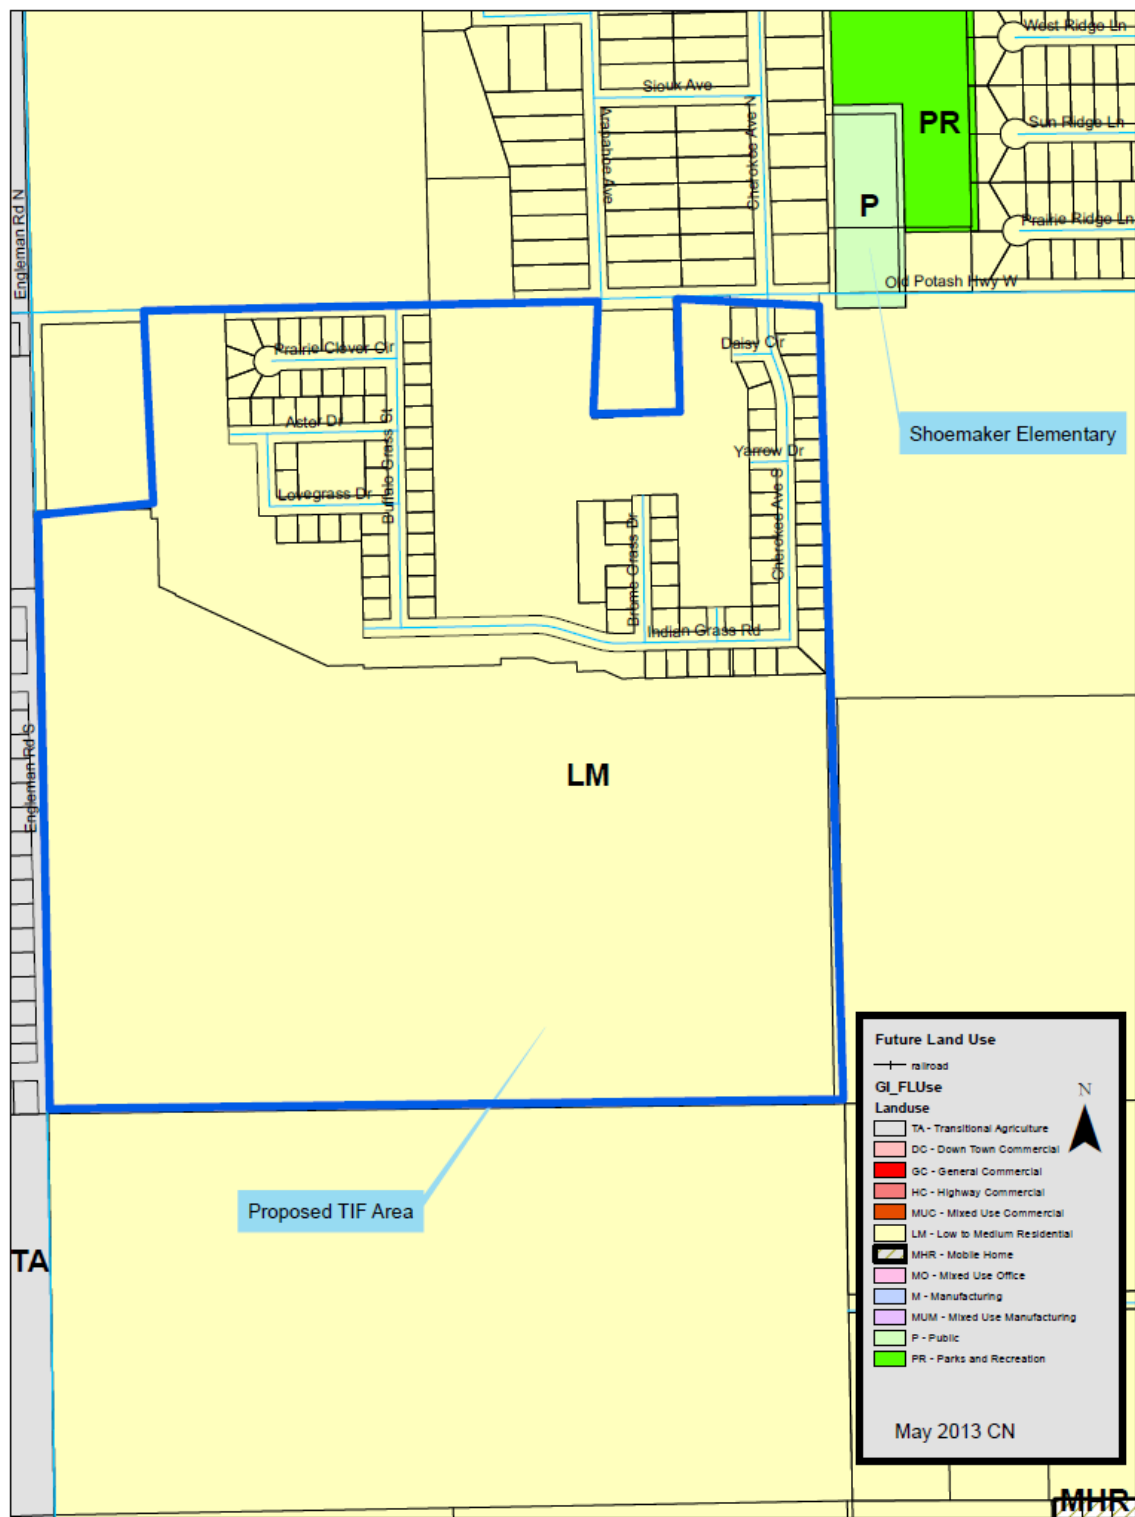 West Ridge Ln
Sioux Ave
Arapahoe Ave
Cherokee Ave N
PR
Sun Ridge Ln
Engleman Rd N
P
Prairie Ridge Ln
Old Potash Hwy W
Prairie Clover Cir
Daisy Cir
Aster Dr
Buffalo Grass St
Shoemaker Elementary
Yarrow Dr
Lovegrass Dr
Brome Grass Dr
Cherokee Ave S
Indian Grass Rd
Engleman Rd S
LM
Proposed TIF Area
TA
Future Land Use
railroad
GI_FLUse
N
Landuse
TA - Transitional Agriculture
DC - Down Town Commercial
GC - General Commercial
HC - Highway Commercial
MUC - Mixed Use Commercial
LM - Low to Medium Residential
MHR - Mobile Home
MO - Mixed Use Office
M - Manufacturing
MUM - Mixed Use Manufacturing
P - Public
PR - Parks and Recreation
May 2013 CN
MHR